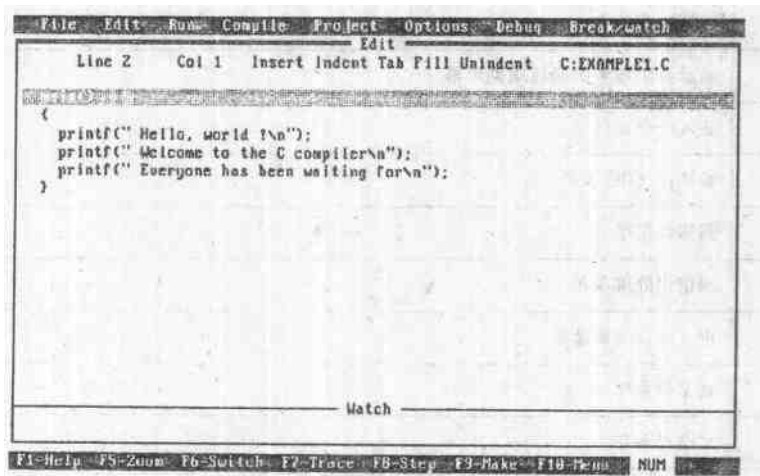 File Edit Run Compile Project Options Debug Break/watch
Edit
Line 2 Col 1 Insert Indent Tab Fill Unindent C:EXAMPLE1.C
{
printf(" Hello, world !\n");
printf(" Welcome to the C compiler\n");
printf(" Everyone has been waiting for\n");
}
Watch
F1-Help F5-Zoom F6-Switch F7-Trace F8-Step F9-Make F10-Menu NUM